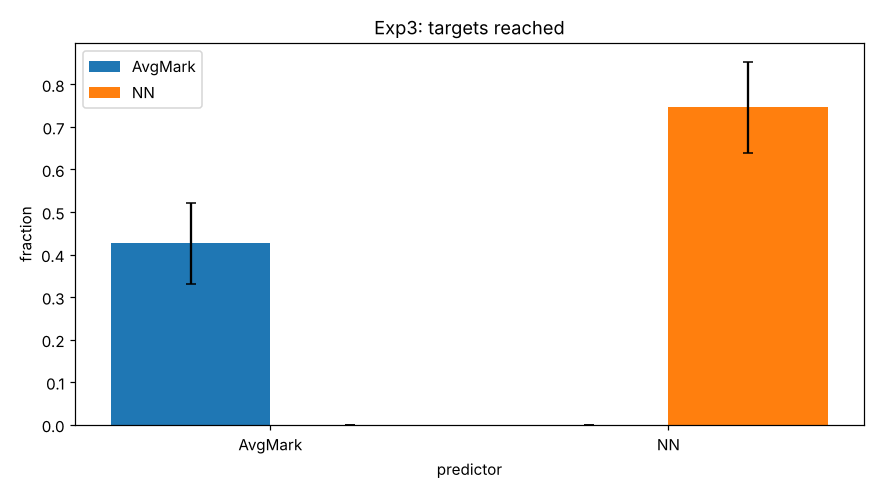 Exp3: targets reached
AvgMark
NN
0.8
0.7
0.6
0.5
0.4
0.3
0.2
0.1
0.0
fraction
AvgMark NN
predictor